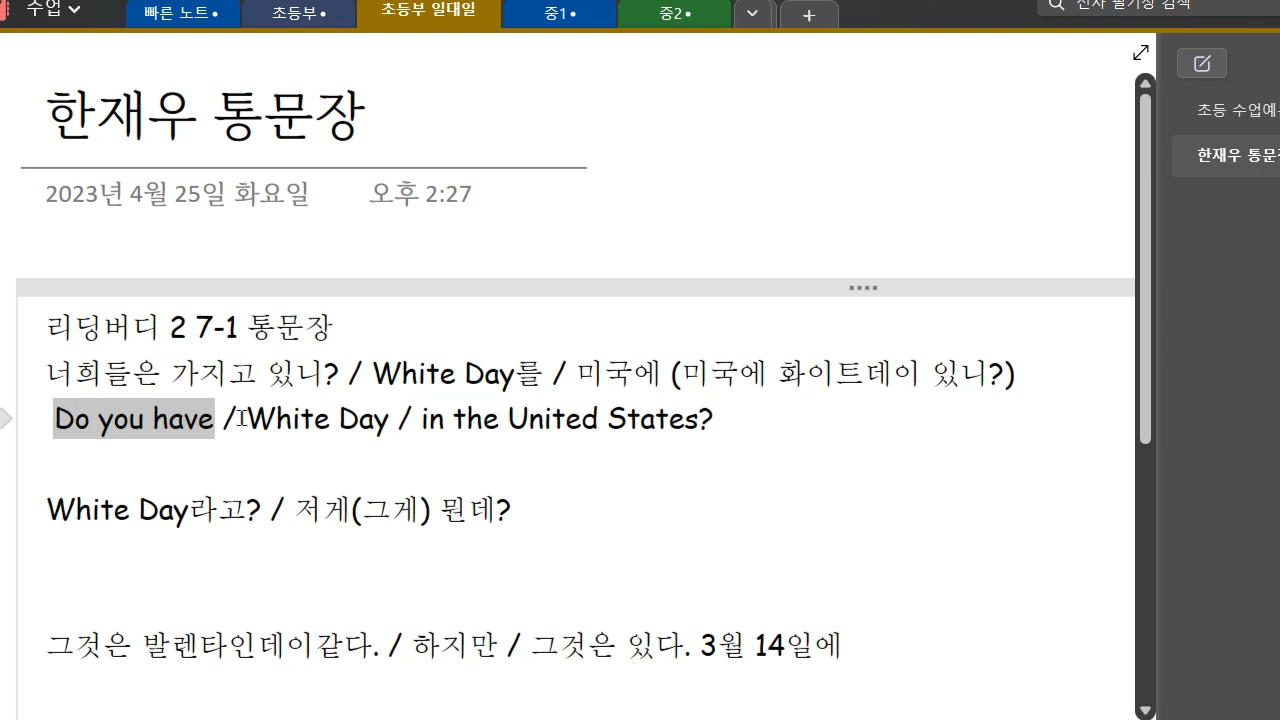 수업
빠른 노트
초등부
초등부 일대일
중1
중2
+
한재우 통문장
초등 수업예
한재우 통문
2023년 4월 25일 화요일 오후 2:27
리딩버디 2 7-1 통문장
너희들은 가지고 있니? / White Day를 / 미국에 (미국에 화이트데이 있니?)
Do you have / White Day / in the United States?
White Day라고? / 저게(그게) 뭔데?
그것은 발렌타인데이같다. / 하지만 / 그것은 있다. 3월 14일에